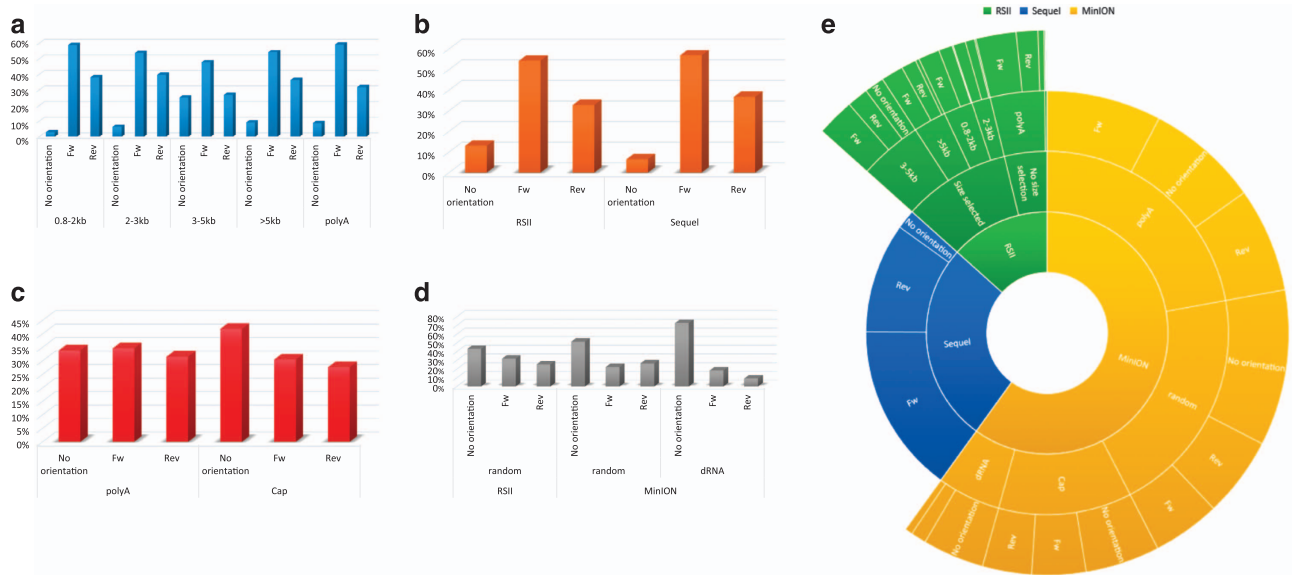 a
60%
50%
40%
30%
20%
10%
0%
No orientation
Fw
Rev
No orientation
Fw
Rev
No orientation
Fw
Rev
No orientation
Fw
Rev
No orientation
Fw
Rev
0.8-2kb
2-3kb
3-5kb
>5kb
polyA
b
60%
50%
40%
30%
20%
10%
0%
No
orientation
Fw
Rev
No
orientation
Fw
Rev
RSII
Sequel
c
45%
40%
35%
30%
25%
20%
15%
10%
5%
0%
No
orientation
Fw
Rev
No
orientation
Fw
Rev
polyA
Cap
d
80%
70%
60%
50%
40%
30%
20%
10%
0%
No orientation
Fw
Rev
No orientation
Fw
Rev
No orientation
Fw
Rev
random
random
dRNA
RSII
MinION
e
RSII
Sequel
MinION
MinION
polyA
Fw
No orientation
Rev
random
No orientation
Rev
Fw
Cap
No orientation
Fw
Rev
dRNA
No orientation
Sequel
Fw
Rev
No orientation
RSII
Size selected
3-5kb
Fw
Rev
No orientation
>5kb
Fw
Rev
0.8-2kb
Fw
2-3kb
No size
selection
polyA
Fw
Rev